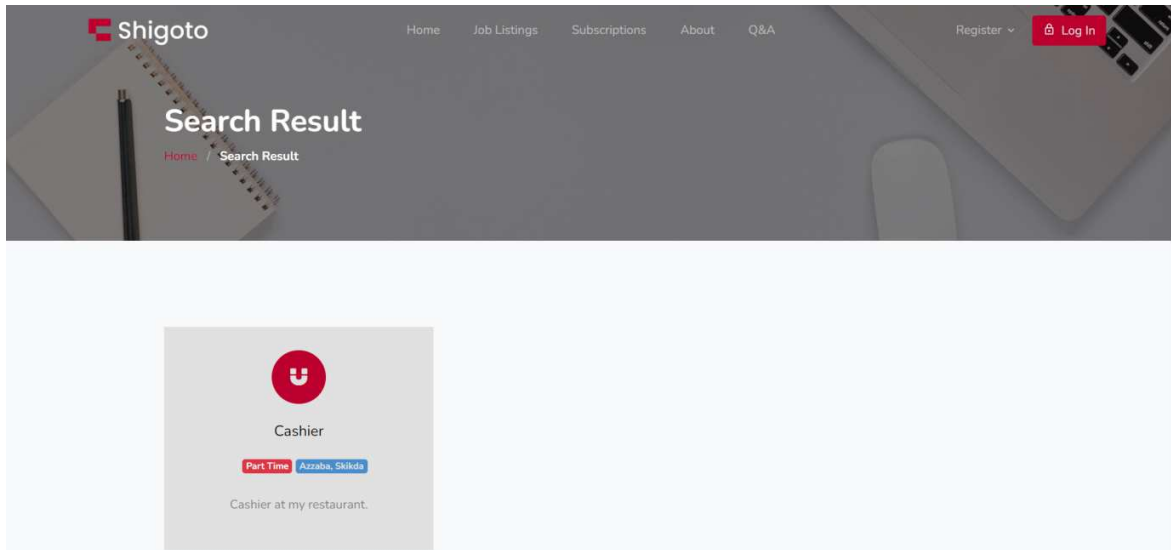 Shigoto
Home Job Listings Subscriptions About Q&A Register Log In
Search Result
Home / Search Result
Cashier
Part Time Azzaba, Skikda
Cashier at my restaurant.